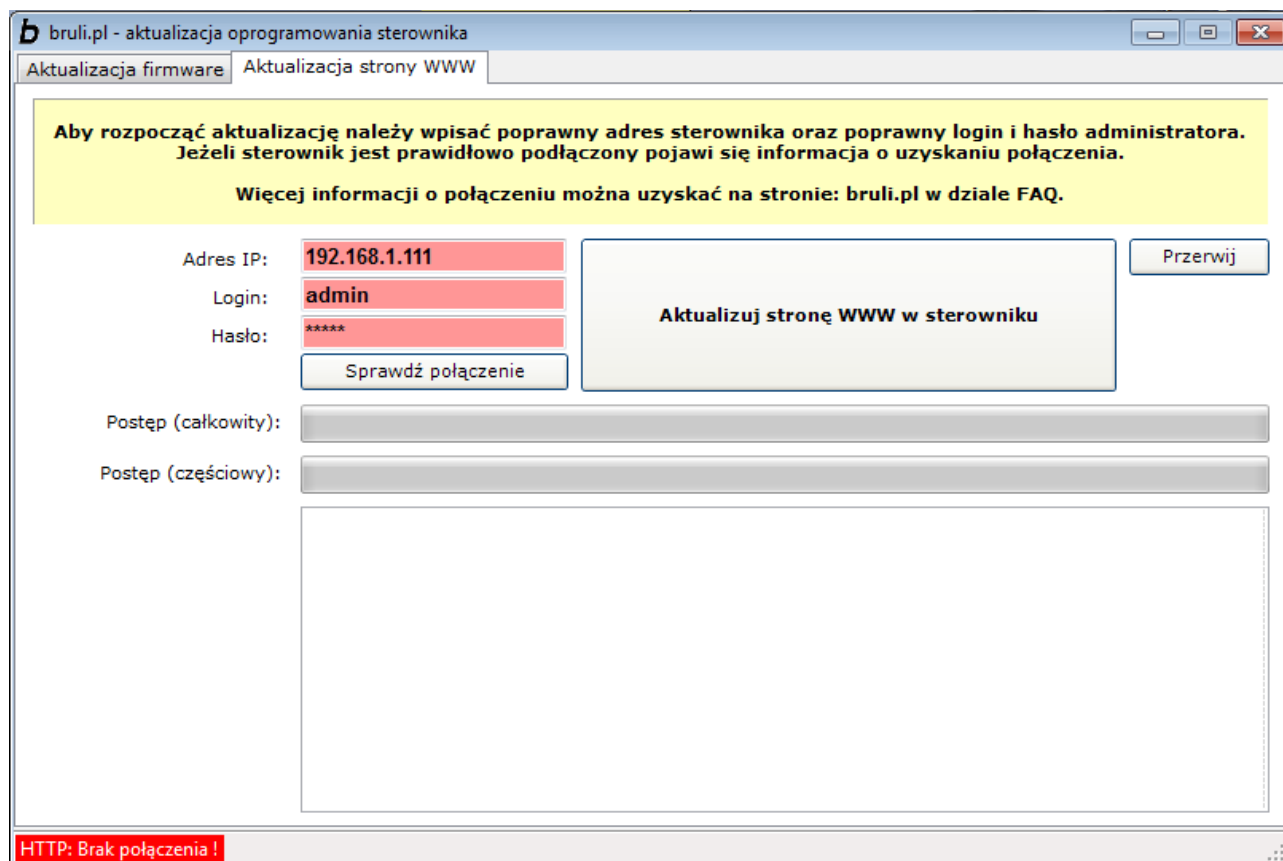 b bruli.pl - aktualizacja oprogramowania sterownika
Aktualizacja firmware Aktualizacja strony WWW
Aby rozpocząć aktualizację należy wpisać poprawny adres sterownika oraz poprawny login i hasło administratora.
Jeżeli sterownik jest prawidłowo podłączony pojawi się informacja o uzyskaniu połączenia.
Więcej informacji o połączeniu można uzyskać na stronie: bruli.pl w dziale FAQ.
Adres IP: 192.168.1.111
Login: admin
Hasło: *****
Sprawdź połączenie
Aktualizuj stronę WWW w sterowniku
Przerwij
Postęp (całkowity):
Postęp (częściowy):
HTTP: Brak połączenia !